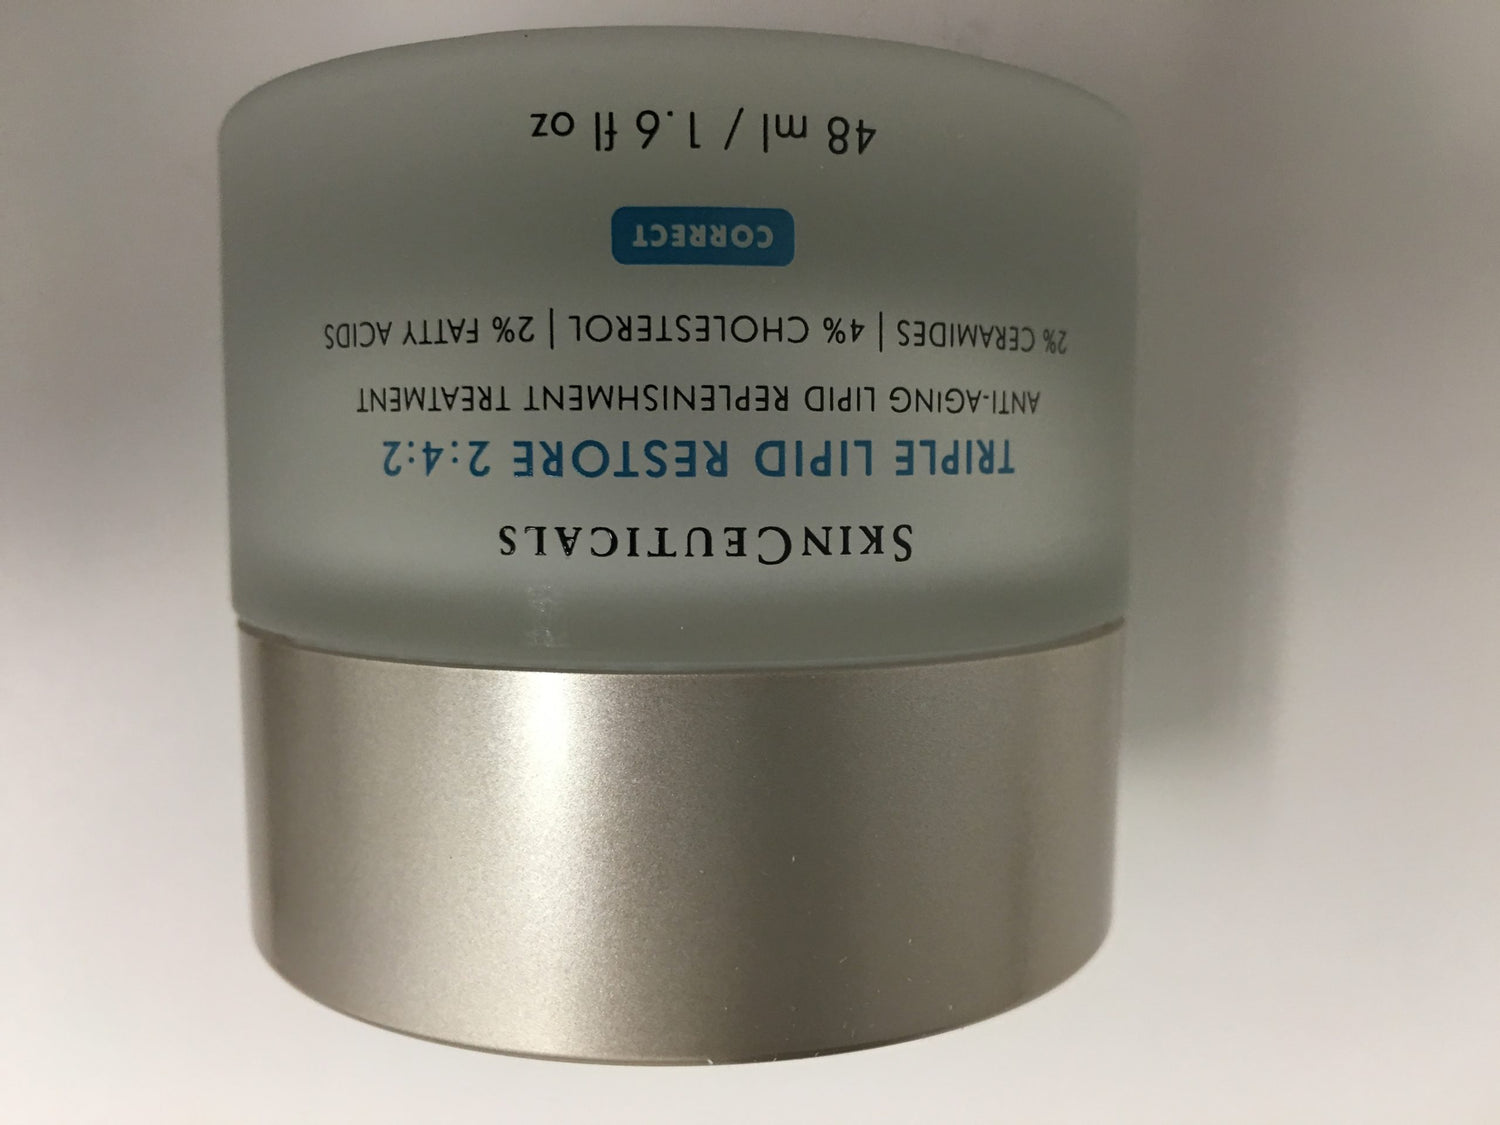 SKINCEUTICALS
TRIPLE LIPID RESTORE 2:4:2
ANTI-AGING LIPID REPLENISHMENT TREATMENT
2% CERAMIDES | 4% CHOLESTEROL | 2% FATTY ACIDS
CORRECT
48 ml / 1.6 fl oz